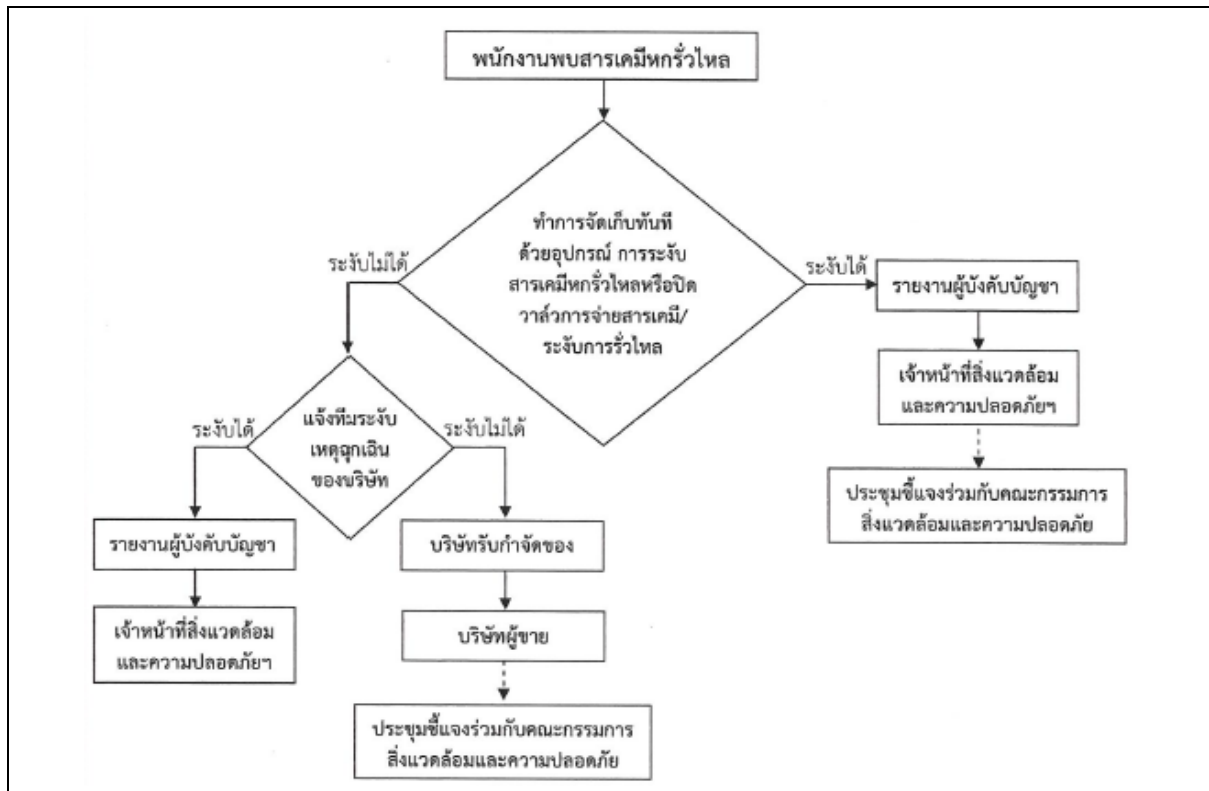 พนักงานพบสารเคมีหกรั่วไหล
ทำการจัดเก็บทันที
ด้วยอุปกรณ์ การระงับ
สารเคมีหกรั่วไหลหรือปิด
วาล์วการจ่ายสารเคมี/
ระงับการรั่วไหล
ระงับไม่ได้
ระงับได้
รายงานผู้บังคับบัญชา
เจ้าหน้าที่สิ่งแวดล้อม
และความปลอดภัยฯ
ประชุมชี้แจงร่วมกับคณะกรรมการ
สิ่งแวดล้อมและความปลอดภัย
แจ้งทีมระงับ
เหตุฉุกเฉิน
ของบริษัท
ระงับได้
ระงับไม่ได้
รายงานผู้บังคับบัญชา
เจ้าหน้าที่สิ่งแวดล้อม
และความปลอดภัยฯ
บริษัทรับกำจัดของ
บริษัทผู้ขาย
ประชุมชี้แจงร่วมกับคณะกรรมการ
สิ่งแวดล้อมและความปลอดภัย